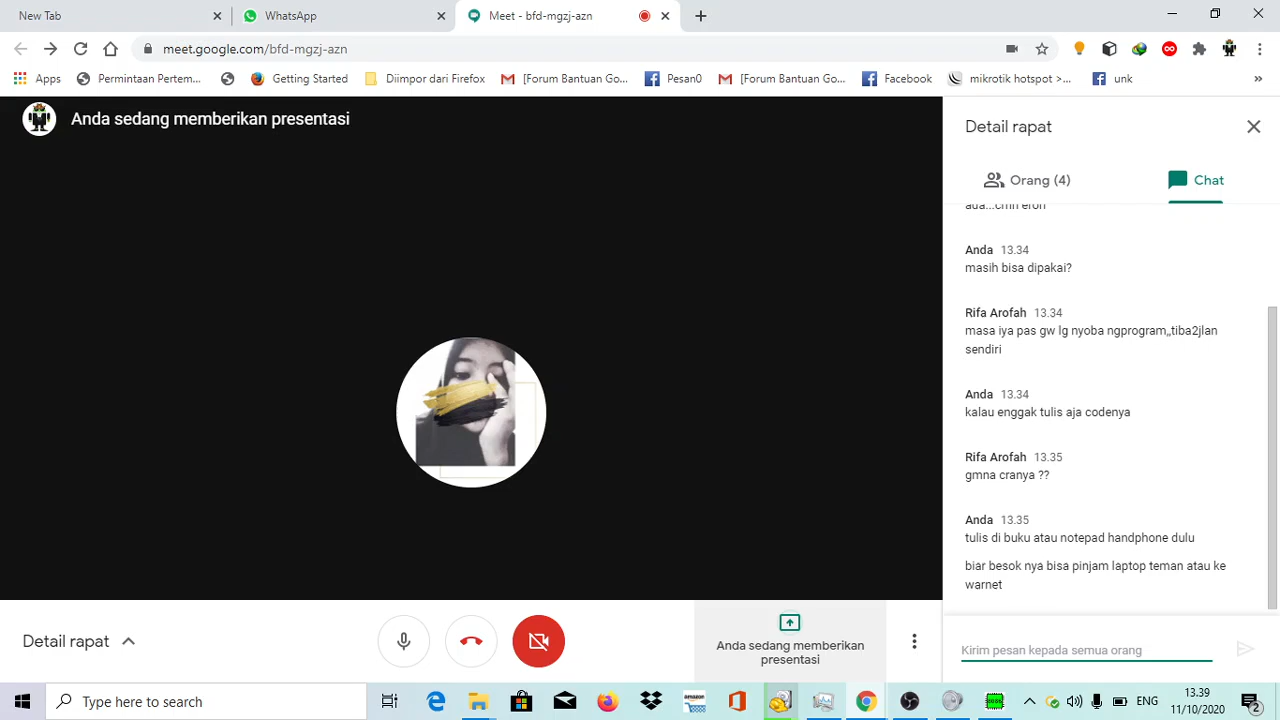 New Tab
WhatsApp
Meet - bfd-mgzj-azn
meet.google.com/bfd-mgzj-azn
Apps
Permintaan Pertem...
Getting Started
Diimpor dari Firefox
[Forum Bantuan Go...
Pesan0
[Forum Bantuan Go...
Facebook
mikrotik hotspot >...
unk
»
Anda sedang memberikan presentasi
Detail rapat
Orang (4)
Chat
Anda 13.34
masih bisa dipakai?
Rifa Arofah 13.34
masa iya pas gw lg nyoba ngprogram,,tiba2jlan
sendiri
Anda 13.34
kalau enggak tulis aja codenya
Rifa Arofah 13.35
gmna cranya ??
Anda 13.35
tulis di buku atau notepad handphone dulu
biar besok nya bisa pinjam laptop teman atau ke
warnet
Kirim pesan kepada semua orang
Detail rapat
Anda sedang memberikan
presentasi
Type here to search
amazon
ENG
13.39
11/10/2020
2